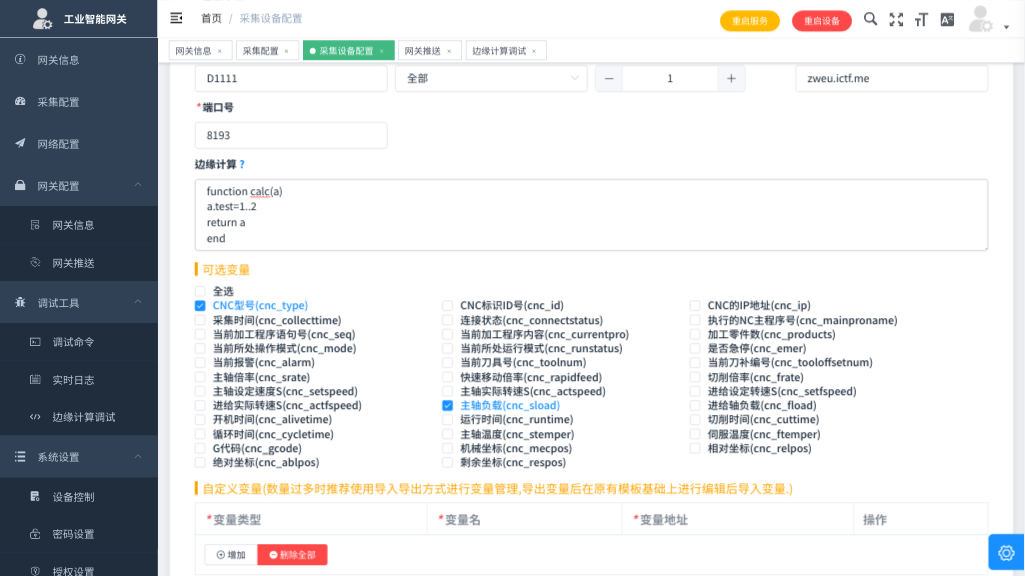 工业智能网关
首页 / 采集设备配置
重启服务
重启设备
网关信息 ×
采集配置 ×
采集设备配置 ×
网关推送 ×
边缘计算调试 ×
网关信息
采集配置
网络配置
网关配置
网关信息
网关推送
调试工具
调试命令
实时日志
边缘计算调试
系统设置
设备控制
密码设置
授权设置
D1111
全部
— 1 +
zweu.ictf.me
*端口号
8193
边缘计算 ?
function calc(a)
a.test=1..2
return a
end
可选变量
全选
CNC型号(cnc_type)
CNC标识ID号(cnc_id)
CNC的IP地址(cnc_ip)
采集时间(cnc_collecttime)
连接状态(cnc_connectstatus)
执行的NC主程序号(cnc_mainproname)
当前加工程序语句号(cnc_seq)
当前加工程序内容(cnc_currentpro)
加工零件数(cnc_products)
当前所处操作模式(cnc_mode)
当前所处运行模式(cnc_runstatus)
是否急停(cnc_emer)
当前报警(cnc_alarm)
当前刀具号(cnc_toolnum)
当前刀补编号(cnc_tooloffsetnum)
主轴倍率(cnc_srate)
快速移动倍率(cnc_rapidfeed)
切削倍率(cnc_frate)
主轴设定速度S(cnc_setspeed)
主轴实际转速S(cnc_actspeed)
进给设定转速S(cnc_setfspeed)
进给实际转速S(cnc_actfspeed)
主轴负载(cnc_sload)
进给轴负载(cnc_fload)
开机时间(cnc_alivetime)
运行时间(cnc_runtime)
切削时间(cnc_cuttime)
循环时间(cnc_cycletime)
主轴温度(cnc_stemper)
伺服温度(cnc_ftemper)
G代码(cnc_gcode)
机械坐标(cnc_mecpos)
相对坐标(cnc_relpos)
绝对坐标(cnc_ablpos)
剩余坐标(cnc_respos)
自定义变量(数量过多时推荐使用导入导出方式进行变量管理,导出变量后在原有模板基础上进行编辑后导入变量.)
*变量类型
*变量名
*变量地址
操作
增加
删除全部